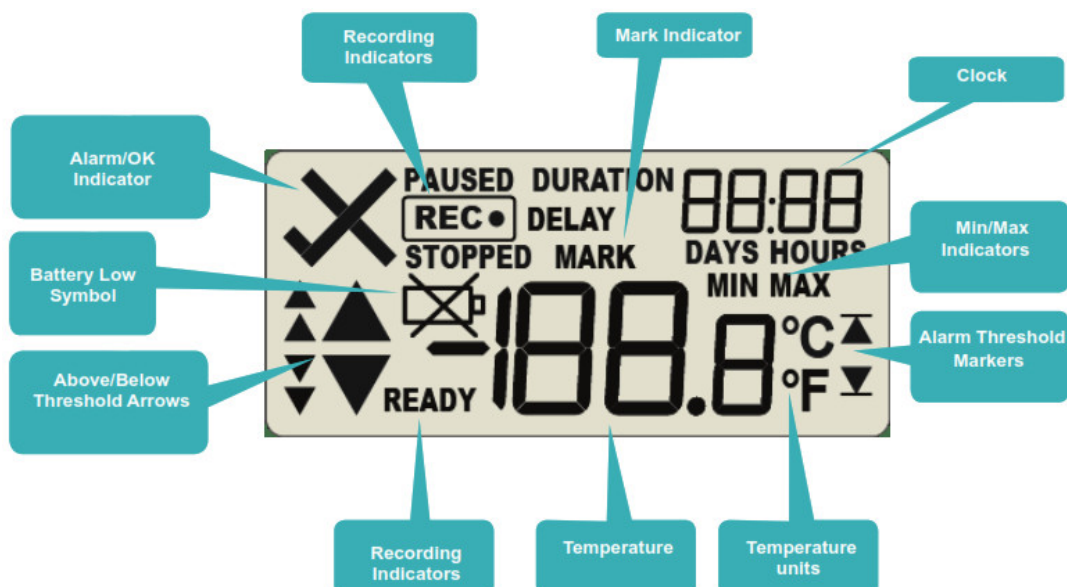 Recording
Indicators
Mark Indicator
Clock
Alarm/OK
Indicator
PAUSED DURATION 88:88
REC DELAY
STOPPED MARK DAYS HOURS
MIN MAX
Min/Max
Indicators
Battery Low
Symbol
-188.8 °C
°F
READY
Alarm Threshold
Markers
Above/Below
Threshold Arrows
Recording
Indicators
Temperature
Temperature
units